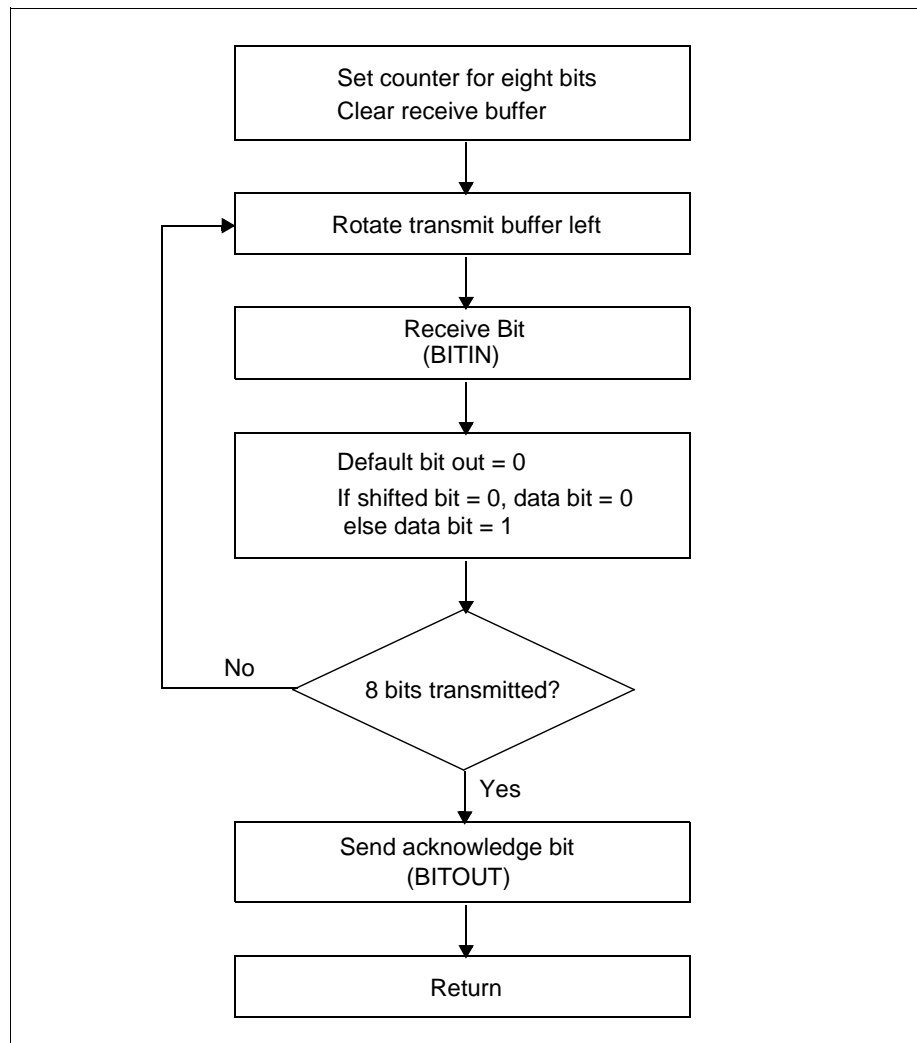 Set counter for eight bits
Clear receive buffer
Rotate transmit buffer left
Receive Bit
(BITIN)
Default bit out = 0
If shifted bit = 0, data bit = 0
else data bit = 1
No
8 bits transmitted?
Yes
Send acknowledge bit
(BITOUT)
Return